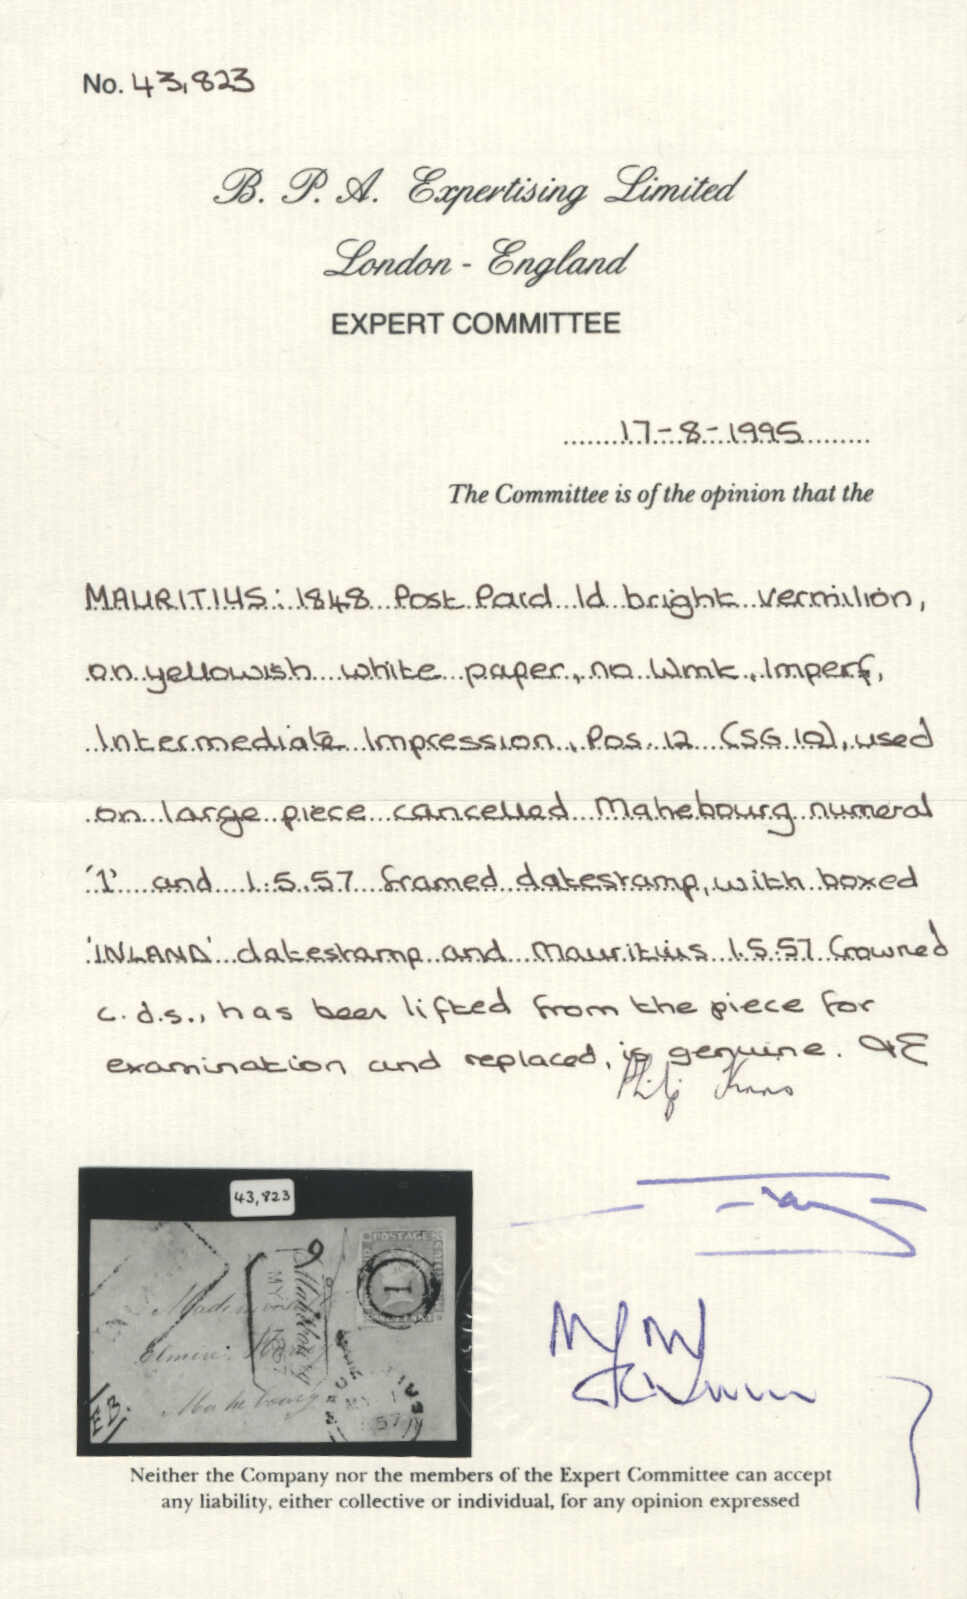 No. 43,823
B. P. A. Expertising Limited
London - England
EXPERT COMMITTEE
17-8-1995
The Committee is of the opinion that the
MAURITIUS: 1848 Post Paid 1d bright vermilion,
on yellowish white paper, no Wmk, Imperf,
Intermediate Impression, Pos. 12 (SG 10), used
on large piece cancelled Mahebourg numeral
'1' and 1.5.57 framed datestamp, with boxed
'INLAND' datestamp and Mauritius 1.5.57 Crowned
c.d.s., has been lifted from the piece for
examination and replaced, is genuine.
43,823
POSTAGE
1
Mahebourg
EB.
57
Neither the Company nor the members of the Expert Committee can accept
any liability, either collective or individual, for any opinion expressed